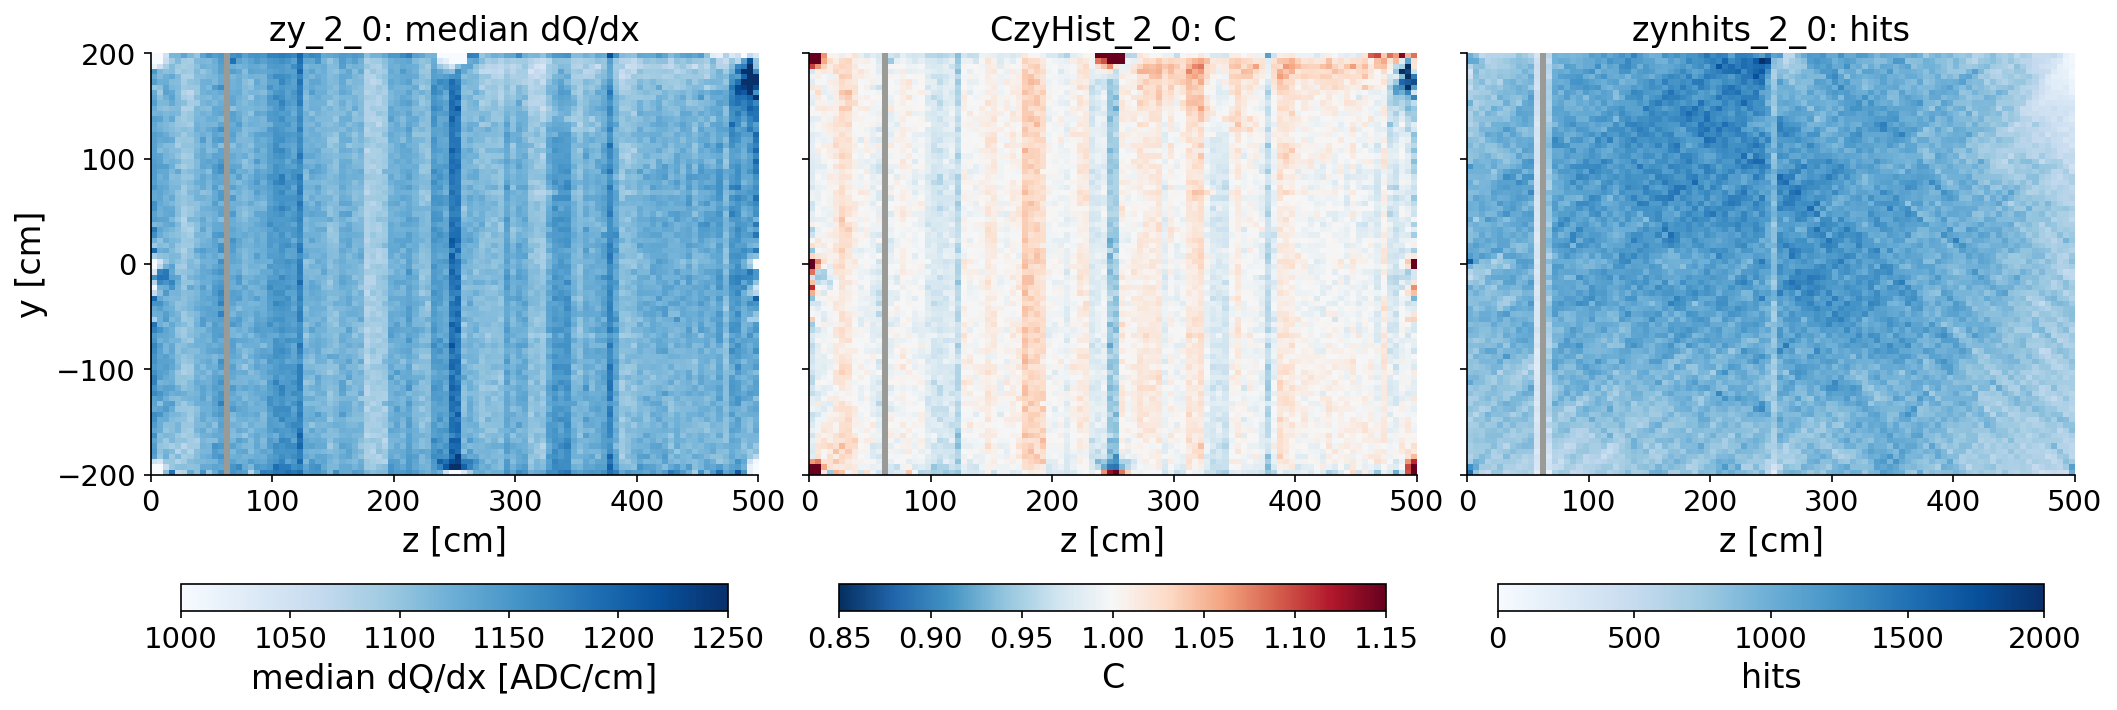 zy_2_0: median dQ/dx
CzyHist_2_0: C
zynhits_2_0: hits
200
100
0
−100
−200
y [cm]
0 100 200 300 400 500
0 100 200 300 400 500
0 100 200 300 400 500
z [cm]
z [cm]
z [cm]
1000 1050 1100 1150 1200 1250
0.85 0.90 0.95 1.00 1.05 1.10 1.15
0 500 1000 1500 2000
median dQ/dx [ADC/cm]
C
hits